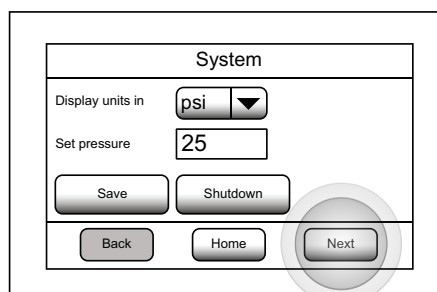 System
Display units in psi
Set pressure 25
Save Shutdown
Back Home Next